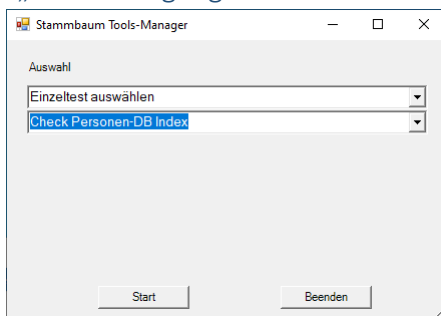 Stammbaum Tools-Manager
Auswahl
Einzeltest auswählen
Check Personen-DB Index
Start Beenden